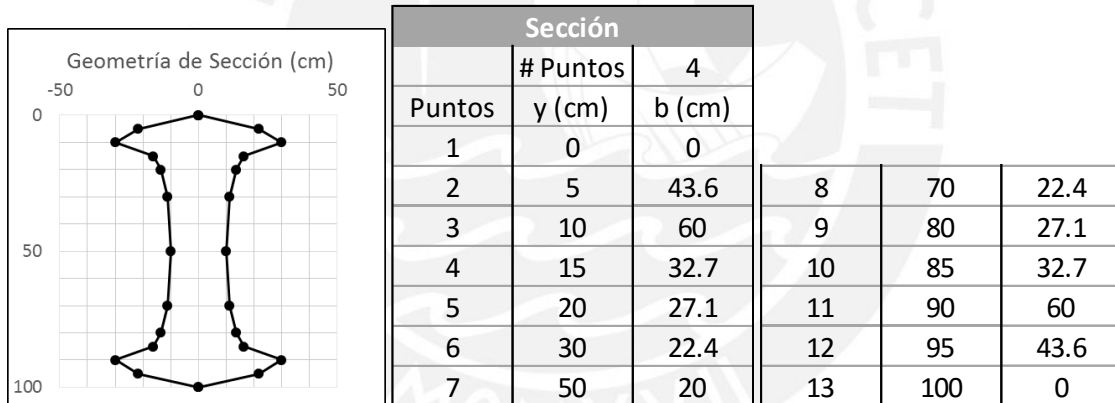 Geometría de Sección (cm)
-50 0 50
0
50
100
Sección
# Puntos 4
Puntos y (cm) b (cm)
1 0 0
2 5 43.6 8 70 22.4
3 10 60 9 80 27.1
4 15 32.7 10 85 32.7
5 20 27.1 11 90 60
6 30 22.4 12 95 43.6
7 50 20 13 100 0